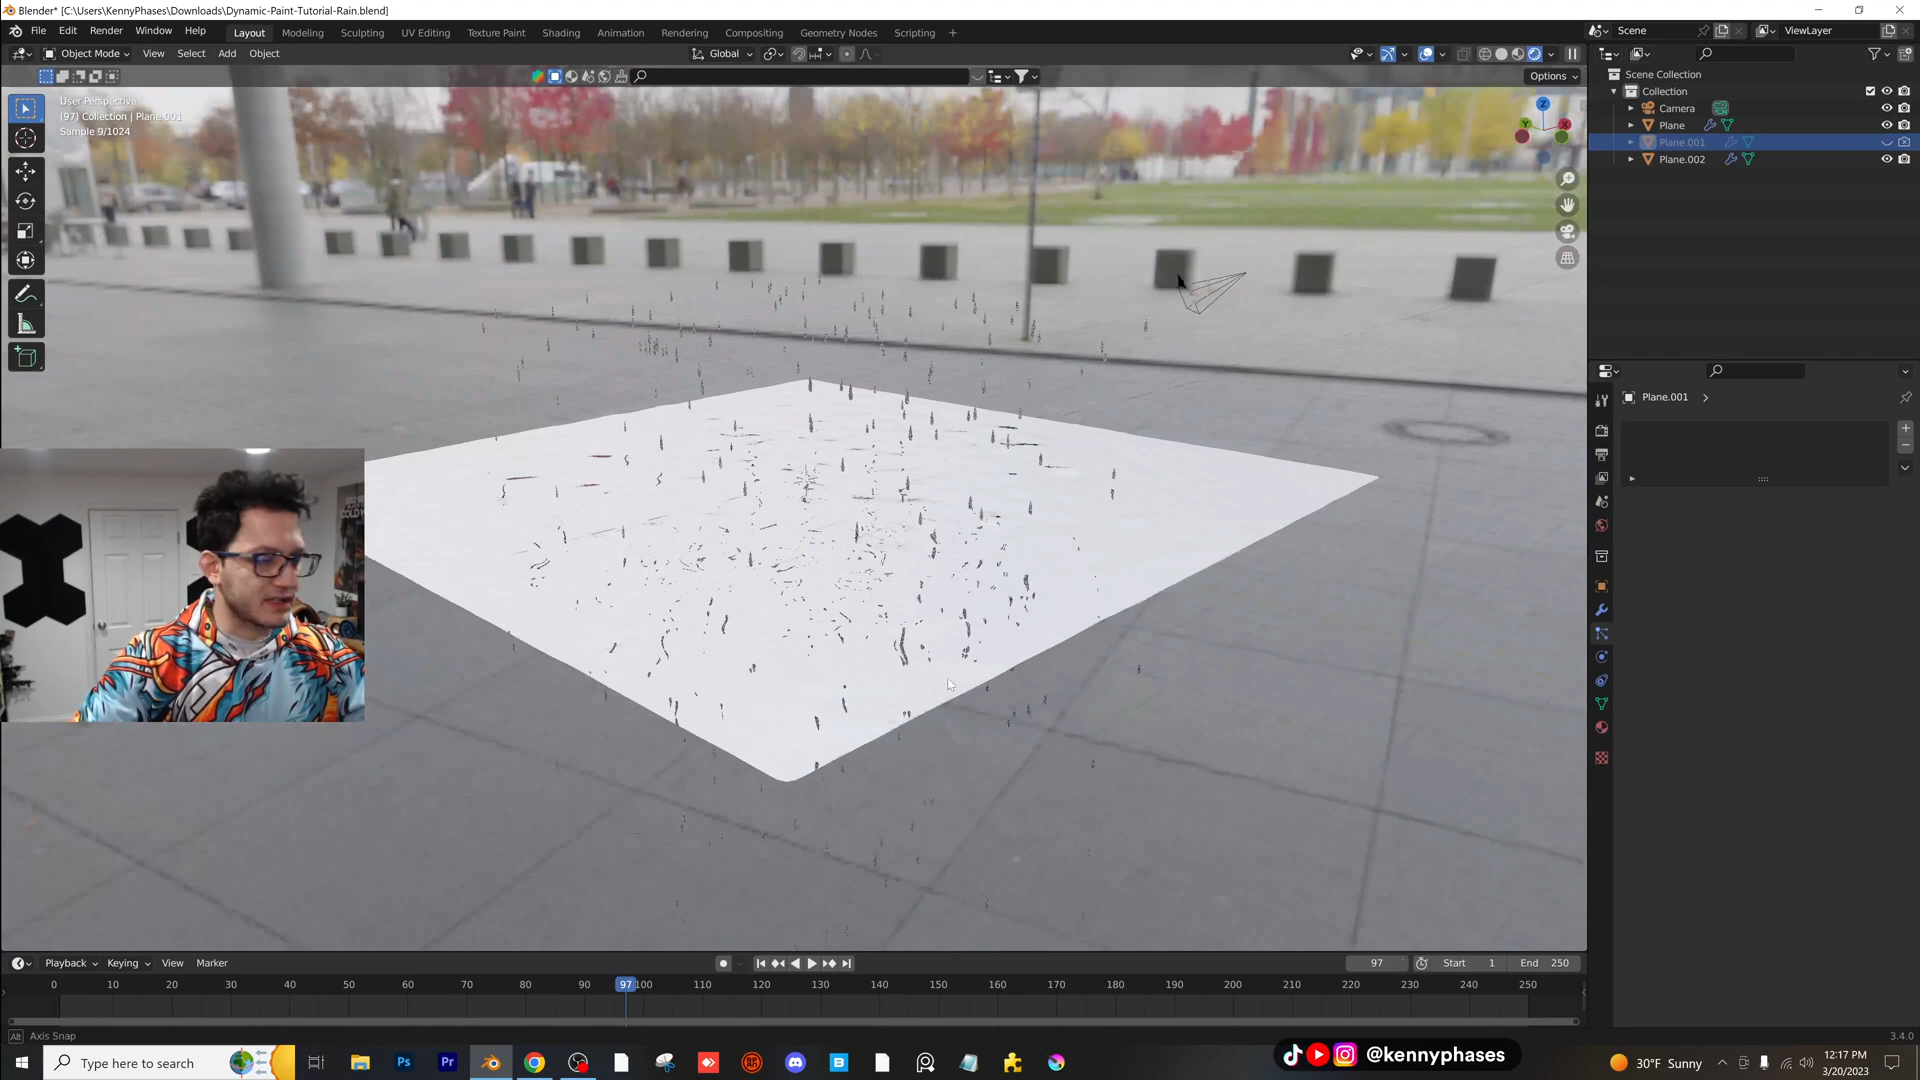 Blender* [C:\Users\KennyPhases\Downloads\Dynamic-Paint-Tutorial-Rain.blend]
File Edit Render Window Help
Layout Modeling Sculpting UV Editing Texture Paint Shading Animation Rendering Compositing Geometry Nodes Scripting
Scene
ViewLayer
Object Mode View Select Add Object
Global
Options
User Perspective
(97) Collection | Plane.001
Sample 9/1024
Z
Y
X
Scene Collection
Collection
Camera
Plane
Plane.001
Plane.002
Plane.001
Playback Keying View Marker
97
Start 1
End 250
0 10 20 30 40 50 60 70 80 90 97 100 110 120 130 140 150 160 170 180 190 200 210 220 230 240 250
Alt Axis Snap
3.4.0
Type here to search
Ps
Pr
@kennyphases
30°F Sunny
12:17 PM
3/20/2023